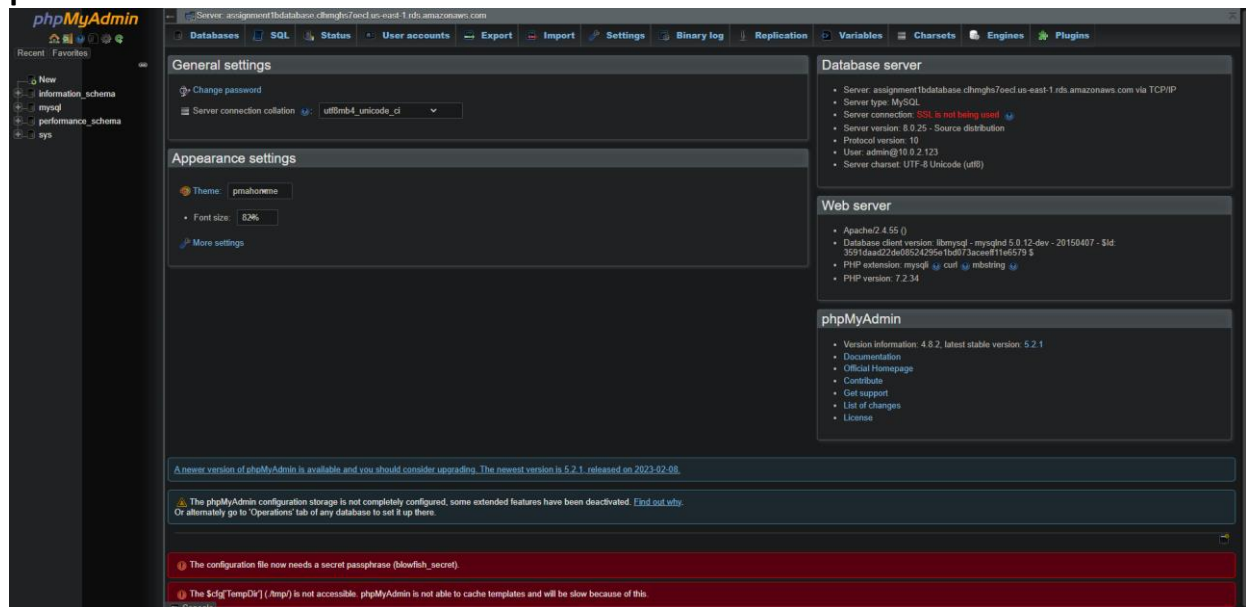 phpMyAdmin
Recent Favorites
New
information_schema
mysql
performance_schema
sys
Server: assignment1bdatabase.clhmghs7oecl.us-east-1.rds.amazonaws.com
Databases SQL Status User accounts Export Import Settings Binary log Replication Variables Charsets Engines Plugins
General settings
Change password
Server connection collation : utf8mb4_unicode_ci
Appearance settings
Theme: pmahomme
Font size: 82%
More settings
Database server
Server: assignment1bdatabase.clhmghs7oecl.us-east-1.rds.amazonaws.com via TCP/IP
Server type: MySQL
Server connection: SSL is not being used
Server version: 8.0.25 - Source distribution
Protocol version: 10
User: admin@10.0.2.123
Server charset: UTF-8 Unicode (utf8)
Web server
Apache/2.4.55 ()
Database client version: libmysql - mysqlnd 5.0.12-dev - 20150407 - $Id:
3591daad22de08524295e1bd073aceeff11e6579 $
PHP extension: mysqli curl mbstring
PHP version: 7.2.34
phpMyAdmin
Version information: 4.8.2, latest stable version: 5.2.1
Documentation
Official Homepage
Contribute
Get support
List of changes
License
A newer version of phpMyAdmin is available and you should consider upgrading. The newest version is 5.2.1, released on 2023-02-08.
The phpMyAdmin configuration storage is not completely configured, some extended features have been deactivated. Find out why.
Or alternately go to 'Operations' tab of any database to set it up there.
The configuration file now needs a secret passphrase (blowfish_secret).
The $cfg['TempDir'] (./tmp/) is not accessible. phpMyAdmin is not able to cache templates and will be slow because of this.
Console